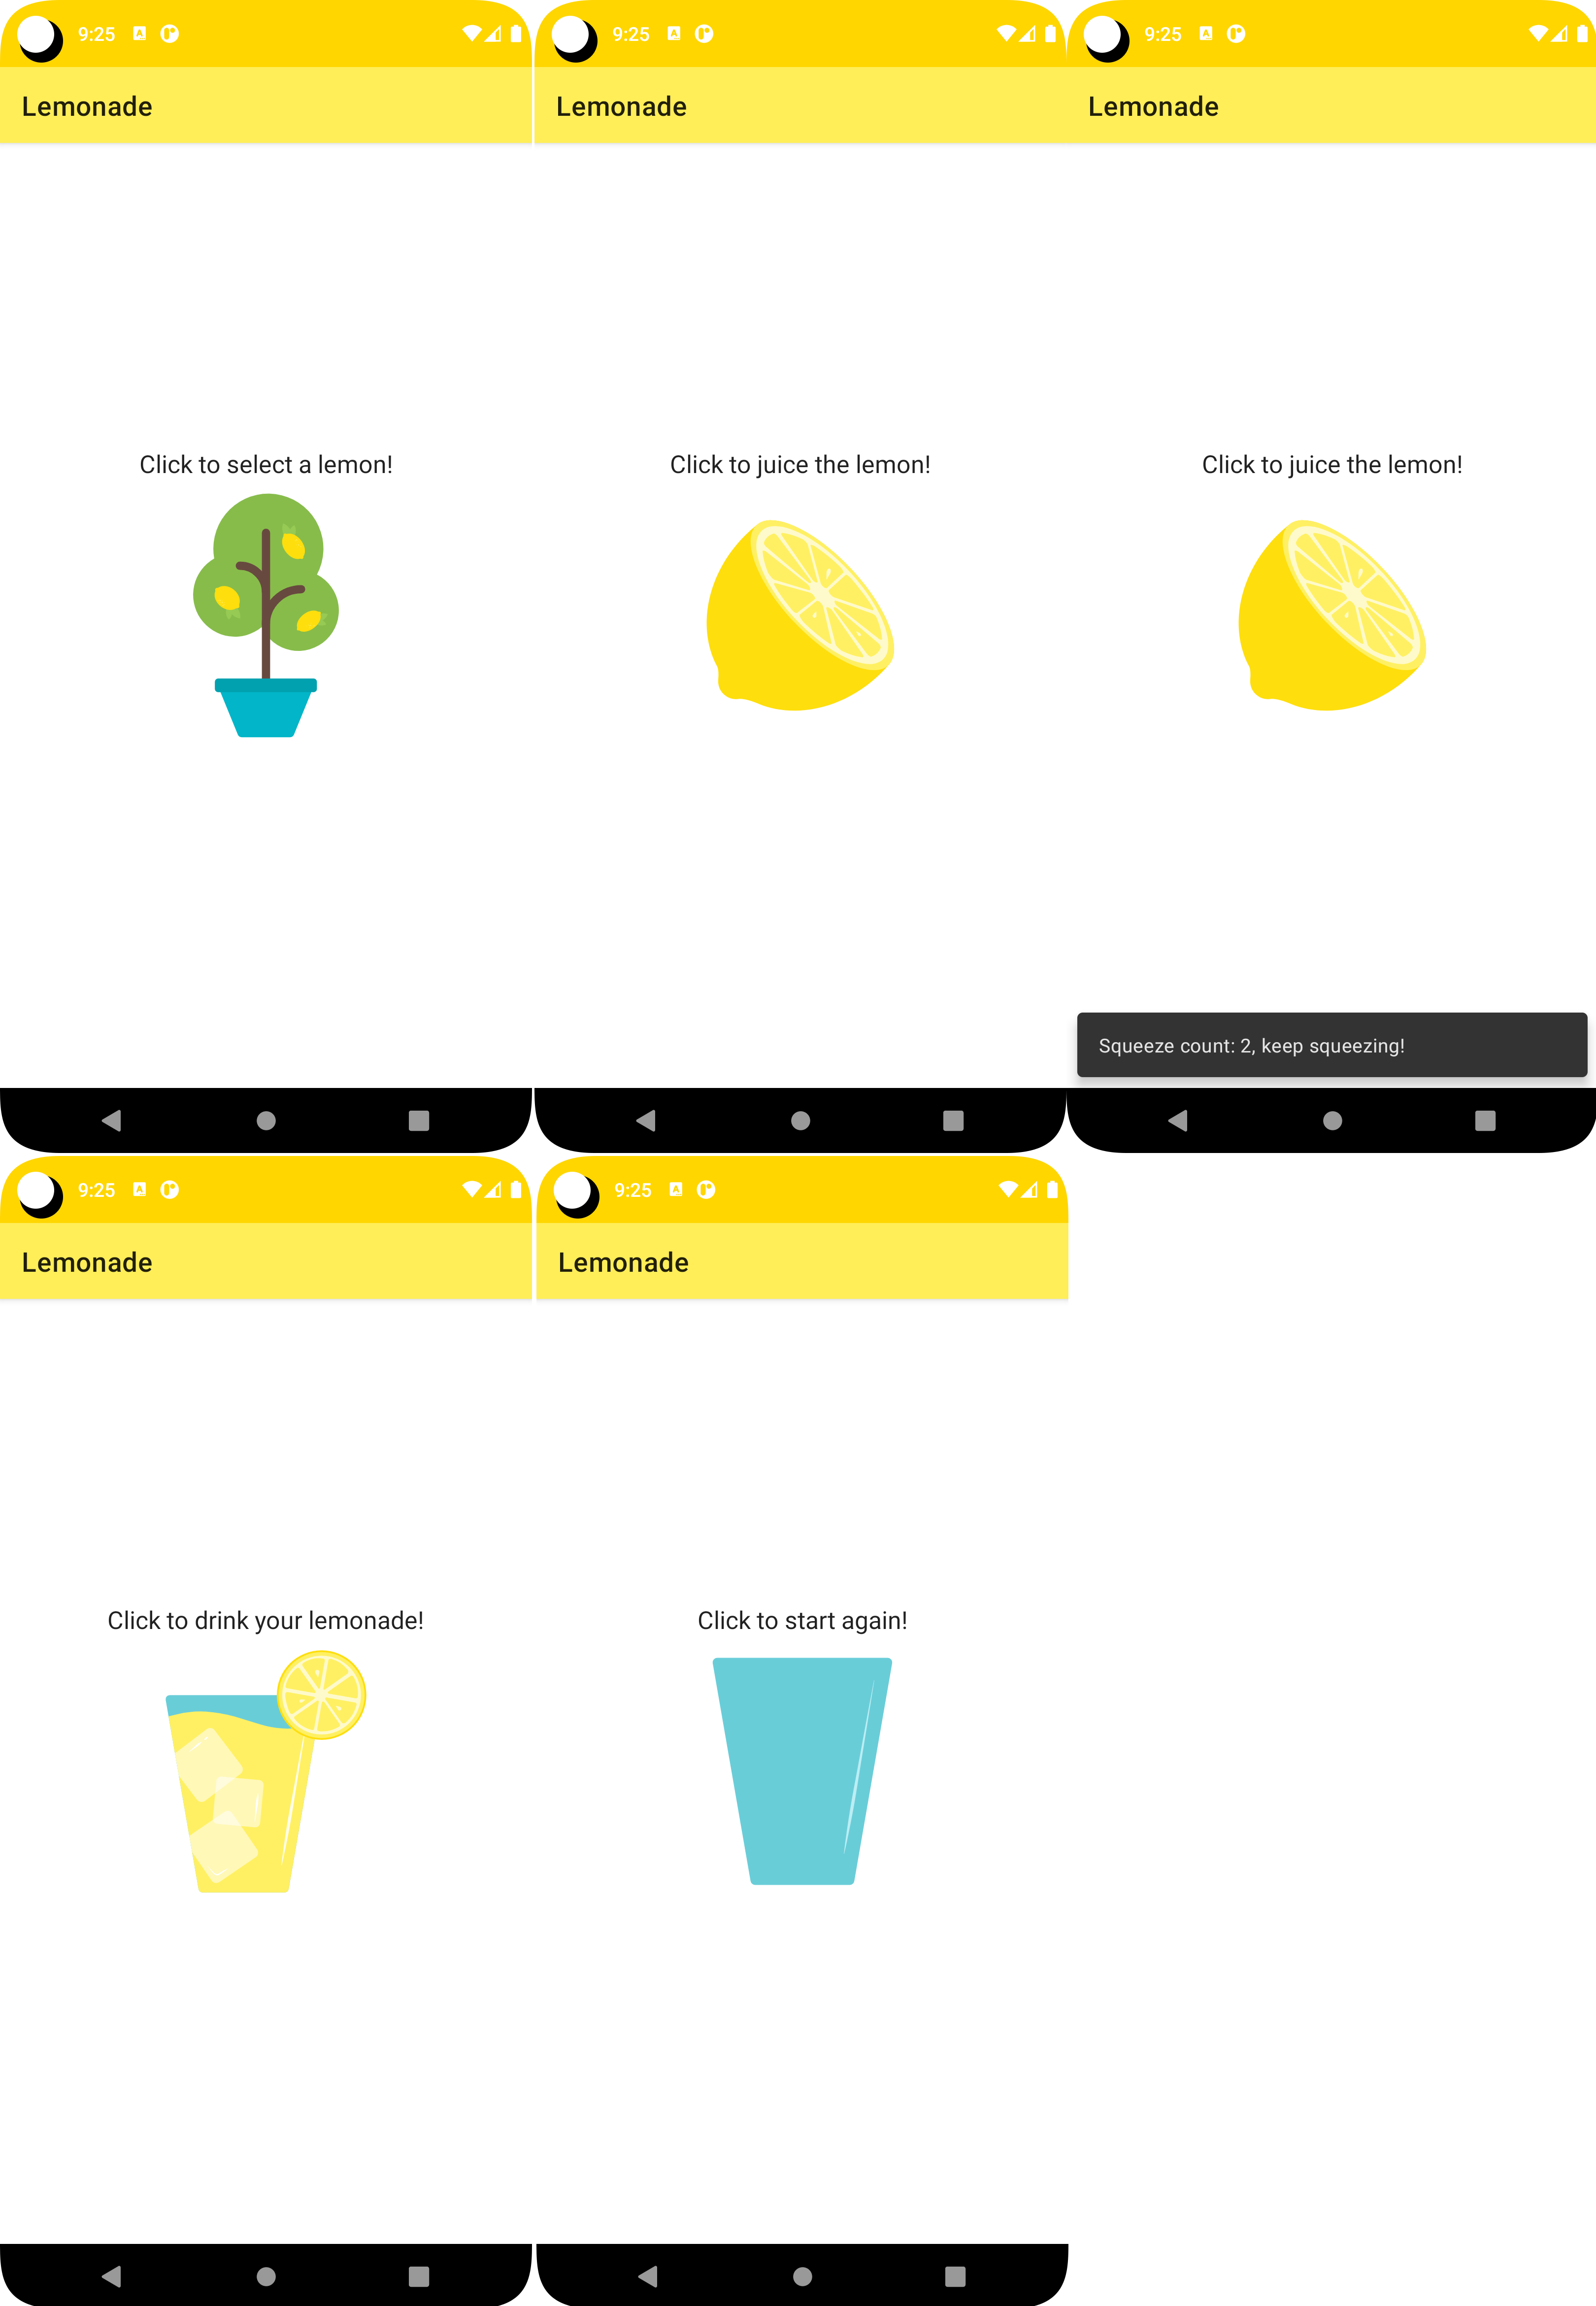 9:25 A
Lemonade
Click to select a lemon!
9:25 A
Lemonade
Click to juice the lemon!
9:25 A
Lemonade
Click to juice the lemon!
Squeeze count: 2, keep squeezing!
9:25 A
Lemonade
Click to drink your lemonade!
9:25 A
Lemonade
Click to start again!